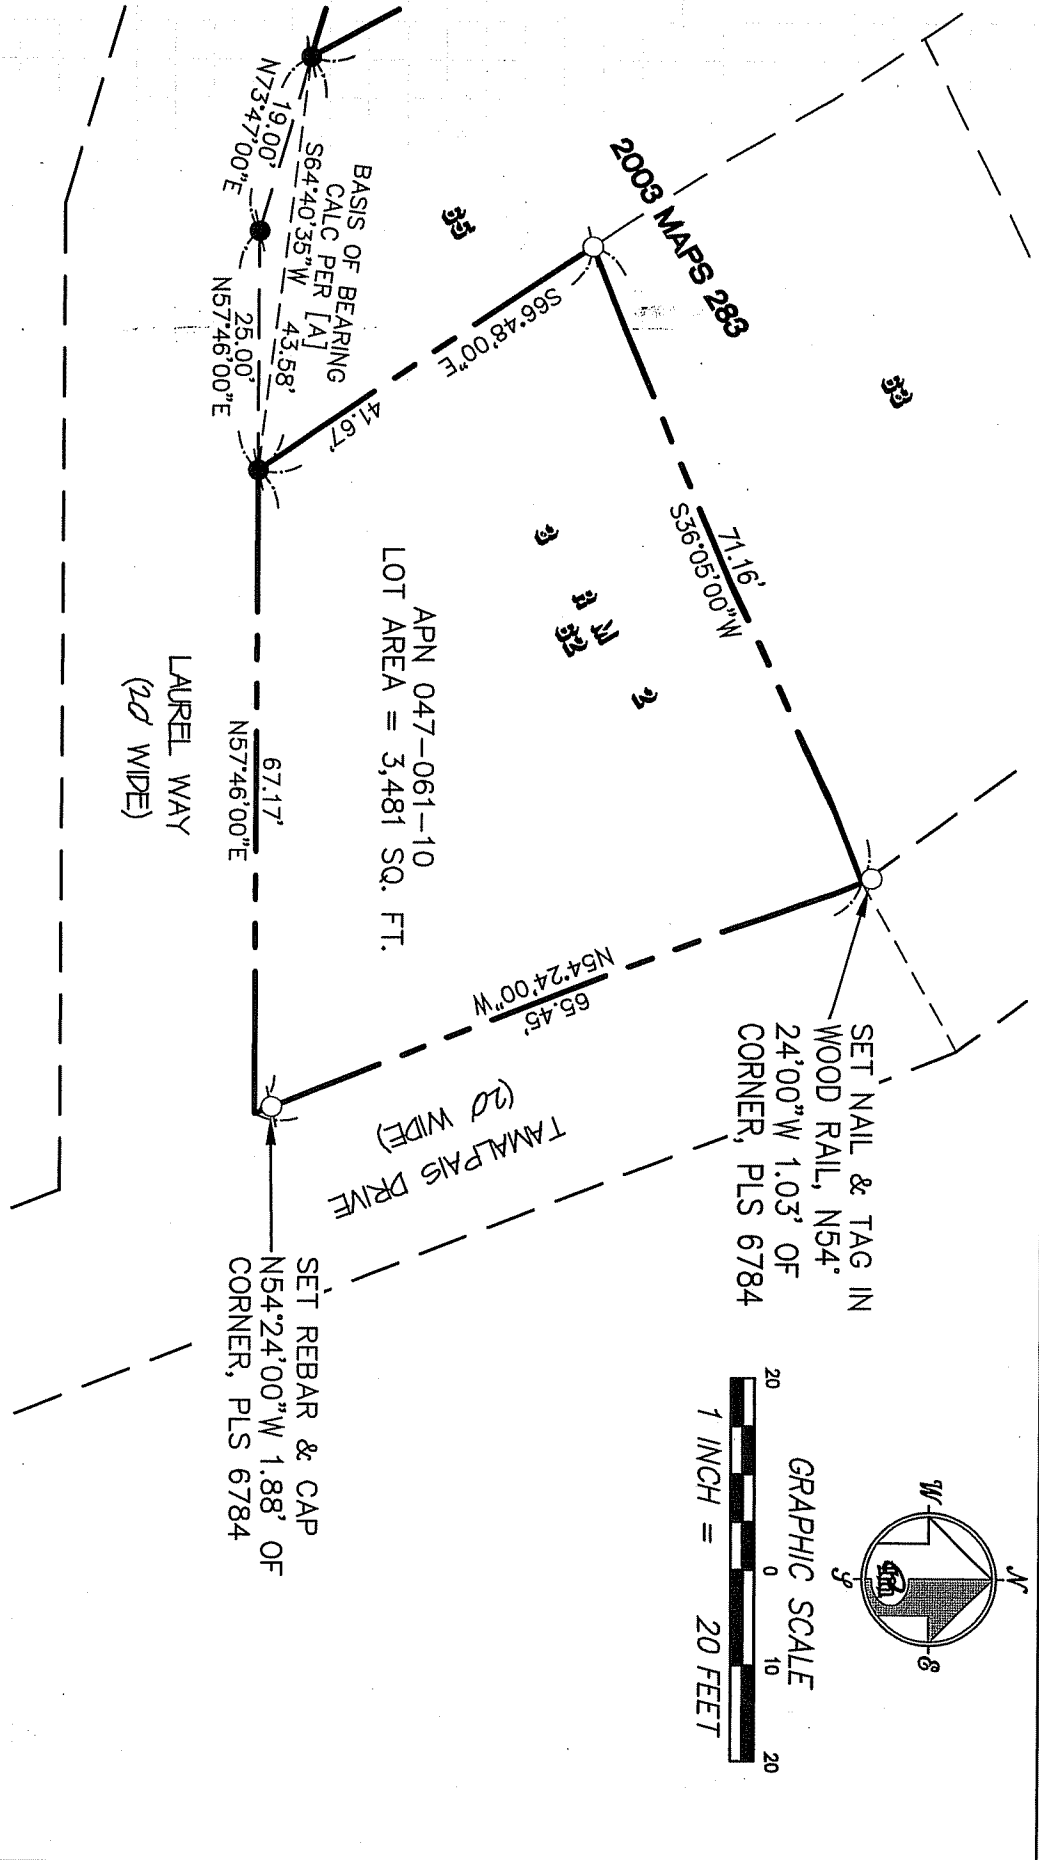 2003 MAPS 283
65
63
BASIS OF BEARING
CALC PER [A]
S64°40'35"W 43.58'
19.00'
N73°47'00"E
25.00'
N57°46'00"E
S66°48'00"E
41.67'
71.16'
S36°05'00"W
3
62
2
APN 047-061-10
LOT AREA = 3,481 SQ. FT.
67.17'
N57°46'00"E
LAUREL WAY
(20' WIDE)
N54°24'00"W
65.45'
TAMALPAIS DRIVE
(20' WIDE)
SET NAIL & TAG IN
WOOD RAIL, N54°
24'00"W 1.03' OF
CORNER, PLS 6784
SET REBAR & CAP
N54°24'00"W 1.88' OF
CORNER, PLS 6784
N
W
E
S
GRAPHIC SCALE
20 0 10 20
1 INCH = 20 FEET